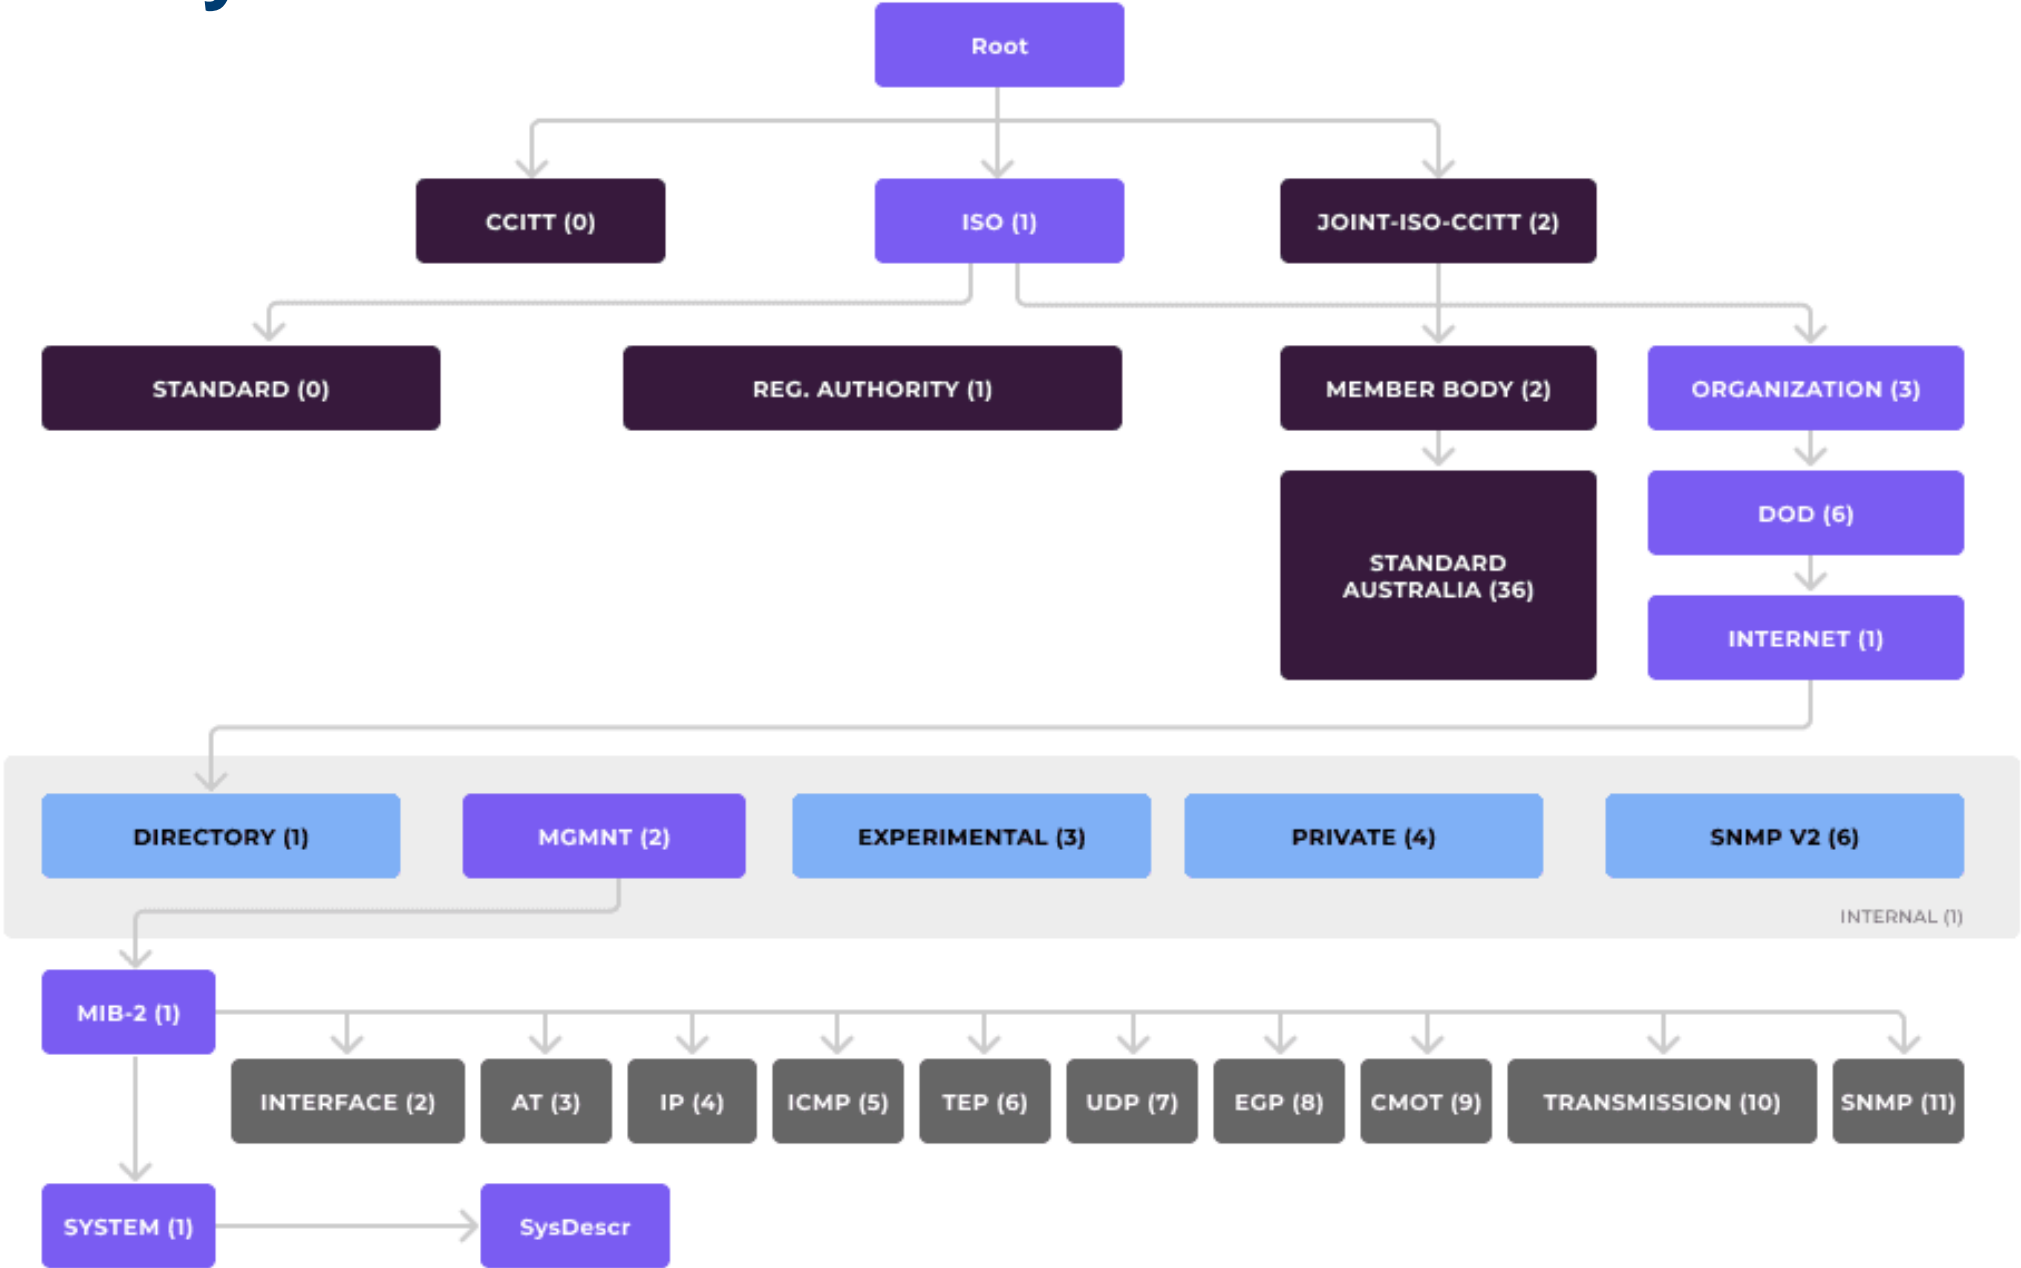 Root
CCITT (0)
ISO (1)
JOINT-ISO-CCITT (2)
STANDARD (0)
REG. AUTHORITY (1)
MEMBER BODY (2)
ORGANIZATION (3)
STANDARD
AUSTRALIA (36)
DOD (6)
INTERNET (1)
DIRECTORY (1)
MGMNT (2)
EXPERIMENTAL (3)
PRIVATE (4)
SNMP V2 (6)
INTERNAL (1)
MIB-2 (1)
INTERFACE (2)
AT (3)
IP (4)
ICMP (5)
TEP (6)
UDP (7)
EGP (8)
CMOT (9)
TRANSMISSION (10)
SNMP (11)
SYSTEM (1)
SysDescr